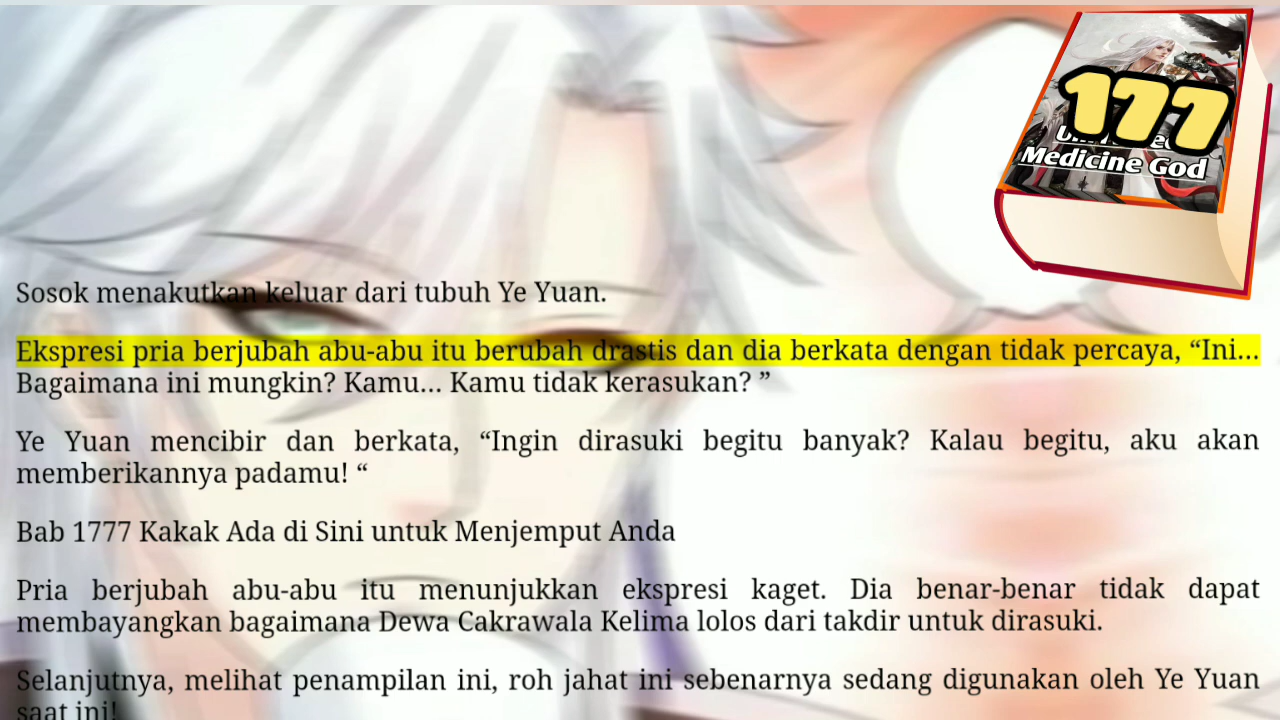 177
Medicine God
Sosok menakutkan keluar dari tubuh Ye Yuan.
Ekspresi pria berjubah abu-abu itu berubah drastis dan dia berkata dengan tidak percaya, “Ini...
Bagaimana ini mungkin? Kamu... Kamu tidak kerasukan? ”
Ye Yuan mencibir dan berkata, “Ingin dirasuki begitu banyak? Kalau begitu, aku akan
memberikannya padamu! “
Bab 1777 Kakak Ada di Sini untuk Menjemput Anda
Pria berjubah abu-abu itu menunjukkan ekspresi kaget. Dia benar-benar tidak dapat
membayangkan bagaimana Dewa Cakrawala Kelima lolos dari takdir untuk dirasuki.
Selanjutnya, melihat penampilan ini, roh jahat ini sebenarnya sedang digunakan oleh Ye Yuan
saat ini!